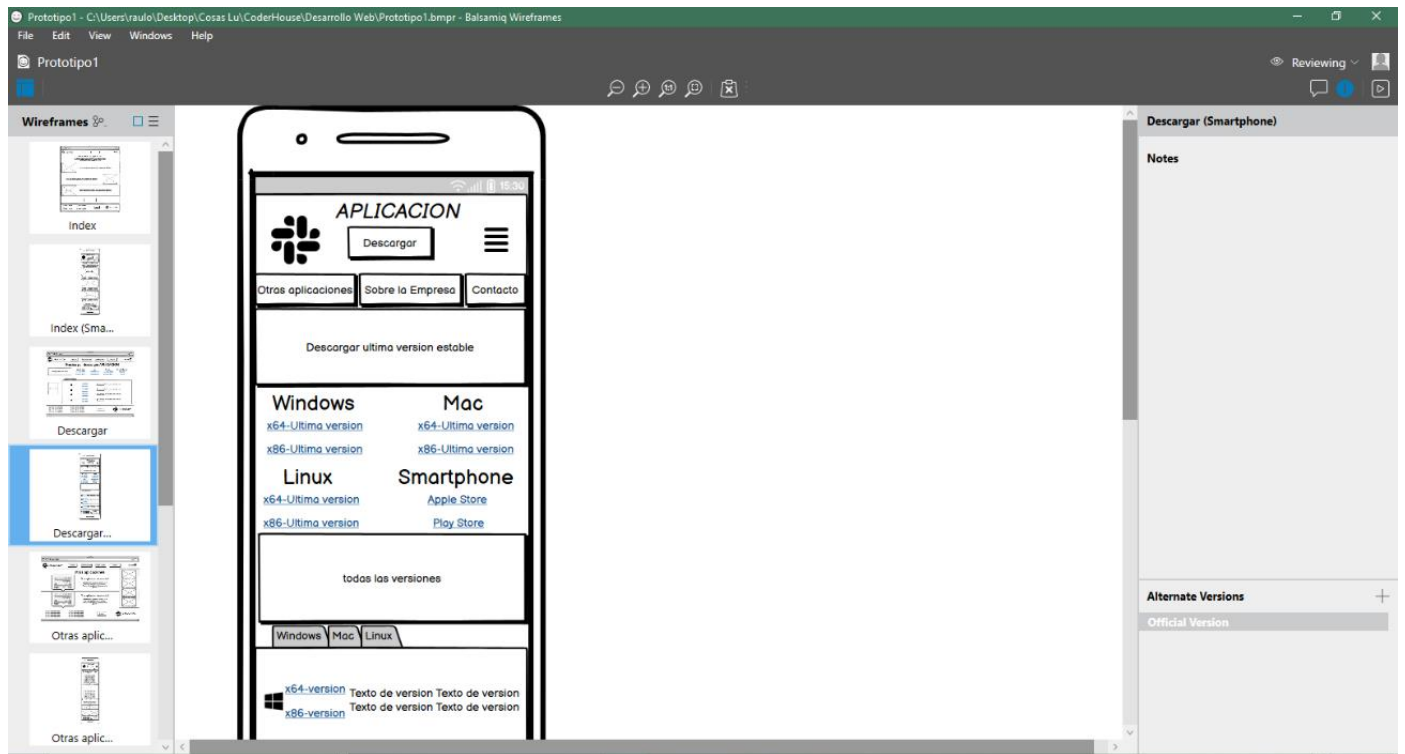 Prototipo1 - C:\Users\raulo\Desktop\Cosas Lu\CoderHouse\Desarrollo Web\Prototipo1.bmpr - Balsamiq Wireframes
File Edit View Windows Help
Prototipo1
Reviewing
Wireframes
Index
Index (Sma...
Descargar
Descargar...
Otras aplic...
Otras aplic...
15:30
APLICACION
Descargar
Otras aplicaciones Sobre la Empresa Contacto
Descargar ultima version estable
Windows Mac
x64-Ultima version x64-Ultima version
x86-Ultima version x86-Ultima version
Linux Smartphone
x64-Ultima version Apple Store
x86-Ultima version Play Store
todas las versiones
Windows Mac Linux
x64-version Texto de version Texto de version
x86-version Texto de version Texto de version
Descargar (Smartphone)
Notes
Alternate Versions
Official Version